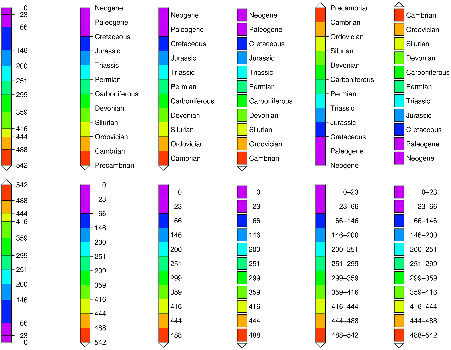 0
23
66
146
200
251
299
359
416
444
488
542
Neogene
Paleogene
Cretaceous
Jurassic
Triassic
Permian
Carboniferous
Devonian
Silurian
Ordovician
Cambrian
Precambrian
Neogene
Paleogene
Cretaceous
Jurassic
Triassic
Permian
Carboniferous
Devonian
Silurian
Ordovician
Cambrian
Neogene
Paleogene
Cretaceous
Jurassic
Triassic
Permian
Carboniferous
Devonian
Silurian
Ordovician
Cambrian
Precambrian
Cambrian
Ordovician
Silurian
Devonian
Carboniferous
Permian
Triassic
Jurassic
Cretaceous
Paleogene
Neogene
Cambrian
Ordovician
Silurian
Devonian
Carboniferous
Permian
Triassic
Jurassic
Cretaceous
Paleogene
Neogene
542
488
444
416
359
299
251
200
146
66
23
0
0
23
66
146
200
251
299
359
416
444
488
542
0
23
66
146
200
251
299
359
416
444
488
0
23
66
146
200
251
299
359
416
444
488
0–23
23–66
66–146
146–200
200–251
251–299
299–359
359–416
416–444
444–488
488–542
0–23
23–66
66–146
146–200
200–251
251–299
299–359
359–416
416–444
444–488
488–542